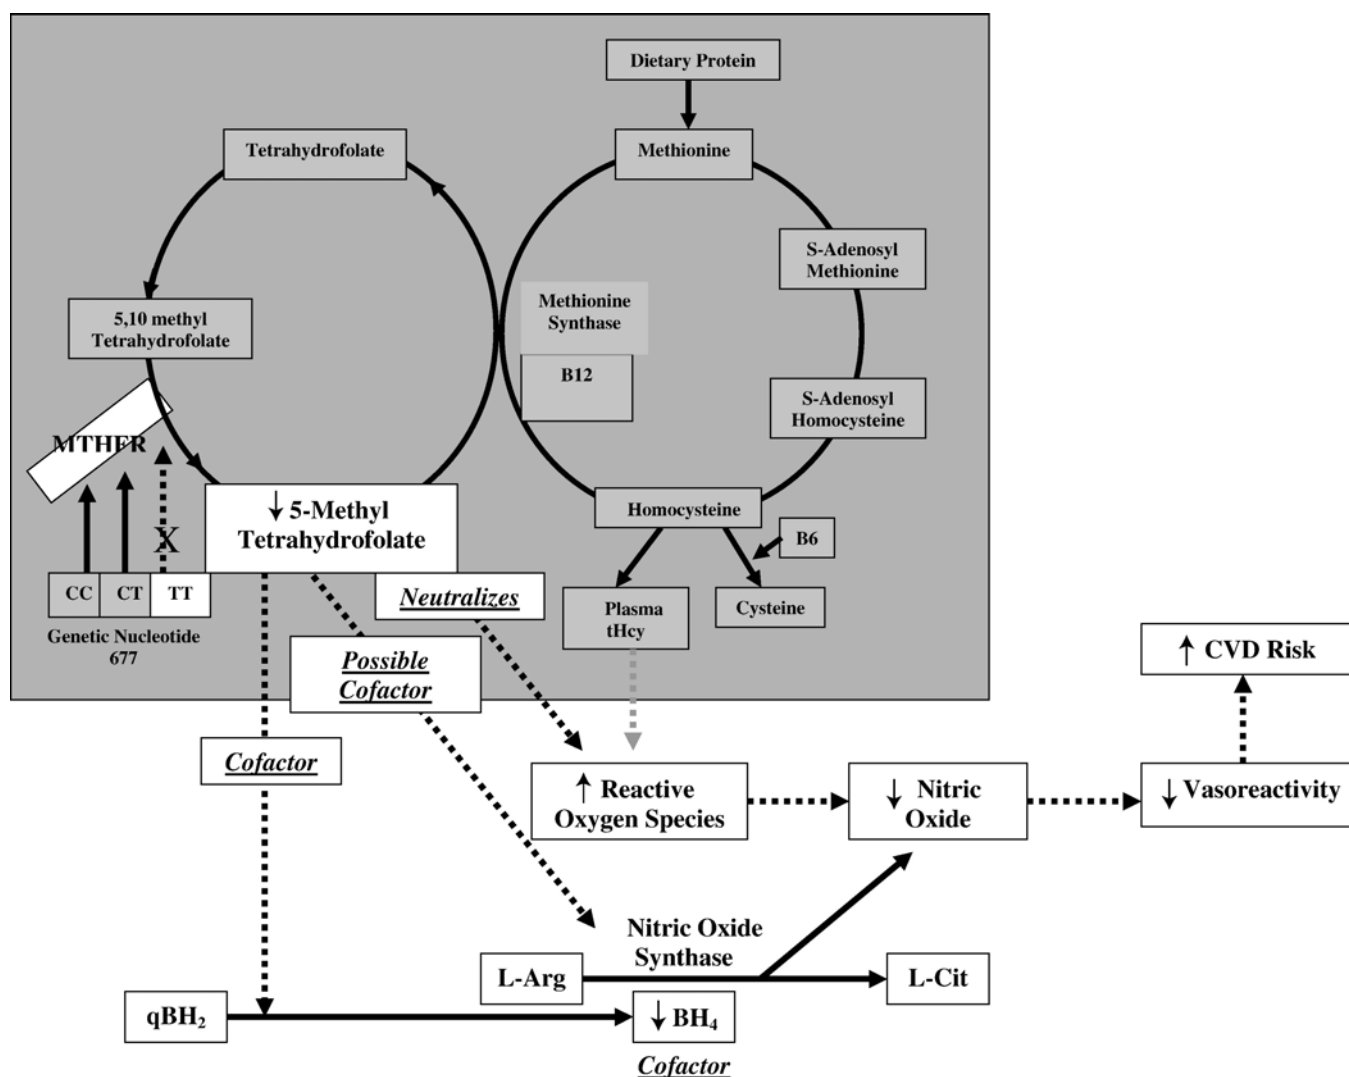 Dietary Protein
Tetrahydrofolate
Methionine
S-Adenosyl
Methionine
5,10 methyl
Tetrahydrofolate
Methionine
Synthase
B12
S-Adenosyl
Homocysteine
MTHFR
↓ 5-Methyl
Tetrahydrofolate
Homocysteine
B6
X
CC CT TT
Genetic Nucleotide
677
Neutralizes
Plasma
tHcy
Cysteine
Possible
Cofactor
↑ CVD Risk
Cofactor
↑ Reactive
Oxygen Species
↓ Nitric
Oxide
↓ Vasoreactivity
Nitric Oxide
Synthase
L-Arg
L-Cit
qBH₂
↓ BH₄
Cofactor